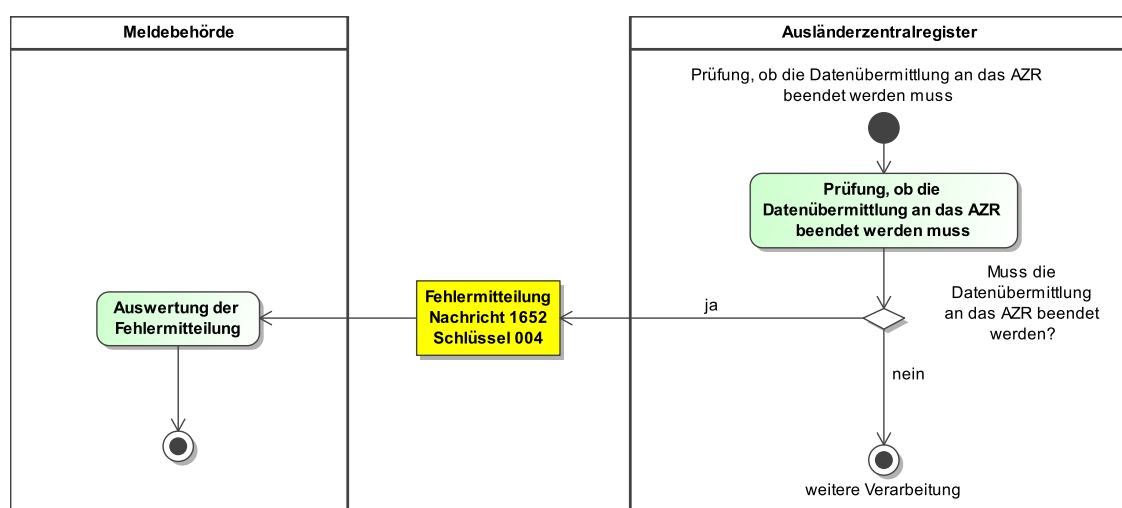 Meldebehörde
Ausländerzentralregister
Prüfung, ob die Datenübermittlung an das AZR
beendet werden muss
Prüfung, ob die
Datenübermittlung an das AZR
beendet werden muss
Muss die
Datenübermittlung
an das AZR beendet
werden?
ja
Fehlermitteilung
Nachricht 1652
Schlüssel 004
Auswertung der
Fehlermitteilung
nein
weitere Verarbeitung